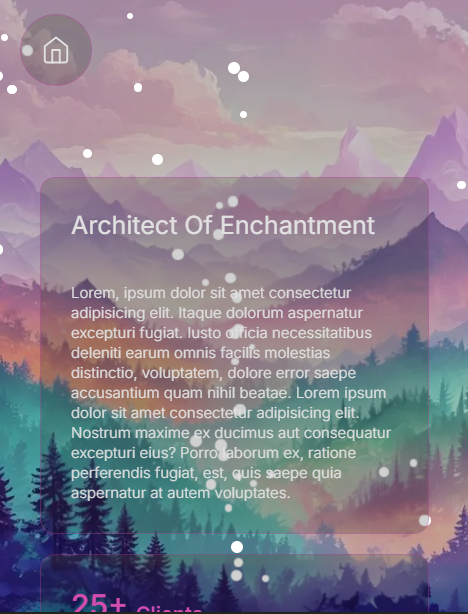 Architect Of Enchantment
Lorem, ipsum dolor sit amet consectetur
adipisicing elit. Itaque dolorum aspernatur
excepturi fugiat. Iusto officia necessitatibus
deleniti earum omnis facilis molestias
distinctio, voluptatem, dolore error saepe
accusantium quam nihil beatae. Lorem ipsum
dolor sit amet consectetur adipisicing elit.
Nostrum maxime ex ducimus aut consequatur
excepturi eius? Porro laborum ex, ratione
perferendis fugiat, est, quis saepe quia
aspernatur at autem voluptates.
25+ Clients